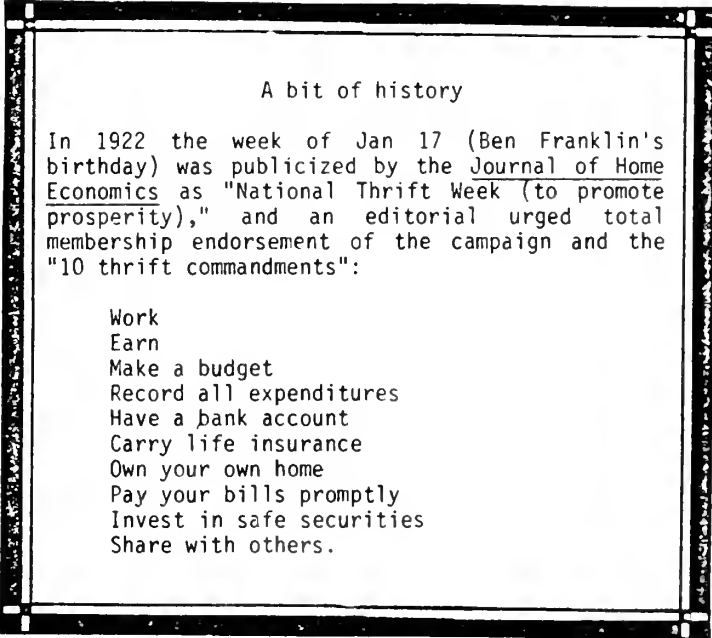 A bit of history
In 1922 the week of Jan 17 (Ben Franklin's
birthday) was publicized by the Journal of Home
Economics as "National Thrift Week (to promote
prosperity)," and an editorial urged total
membership endorsement of the campaign and the
"10 thrift commandments":
Work
Earn
Make a budget
Record all expenditures
Have a bank account
Carry life insurance
Own your own home
Pay your bills promptly
Invest in safe securities
Share with others.